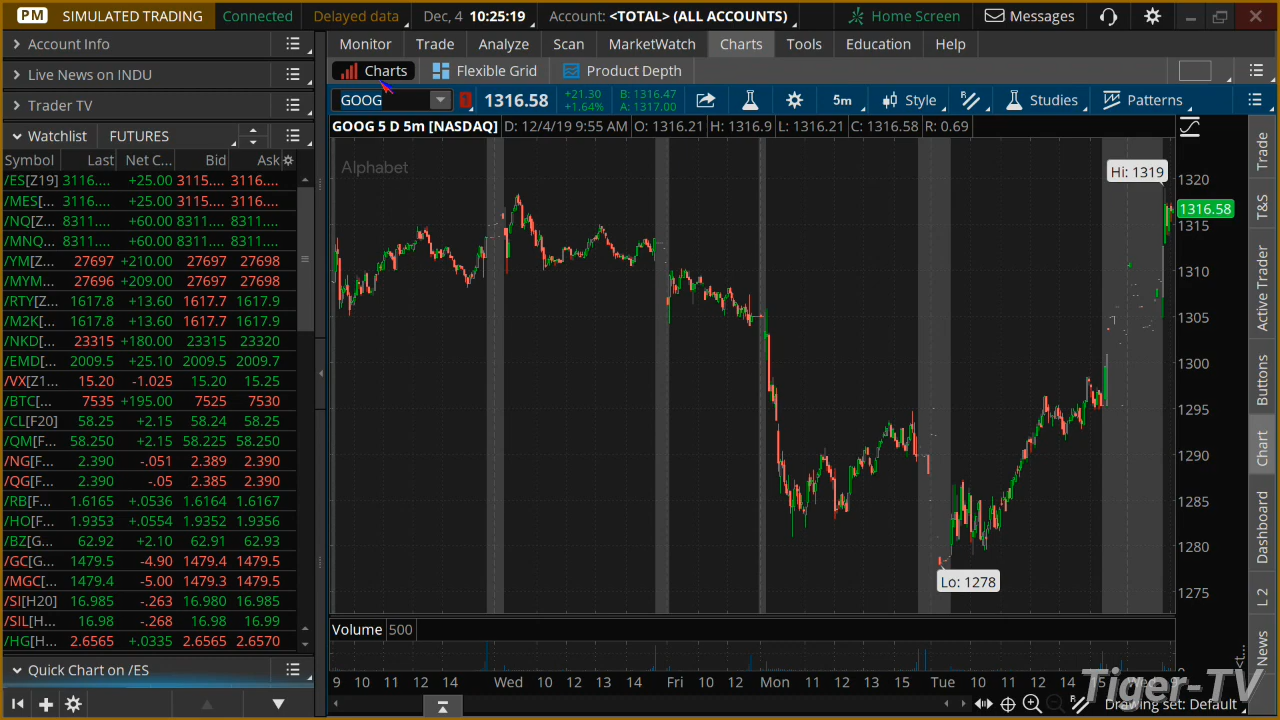 PM SIMULATED TRADING Connected Delayed data Dec, 4 10:25:19 Account: <TOTAL> (ALL ACCOUNTS) Home Screen Messages
Account Info
Live News on INDU
Trader TV
Watchlist FUTURES
Symbol Last Net C... Bid Ask
/ES[Z19] 3116.... +25.00 3115.... 3116....
/MES[... 3116.... +25.00 3115.... 3116....
/NQ[Z... 8311.... +60.00 8311.... 8311....
/MNQ... 8311.... +60.00 8311.... 8311....
/YM[Z... 27697 +210.00 27697 27698
/MYM... 27696 +209.00 27697 27698
/RTY[Z... 1617.8 +13.60 1617.7 1617.9
/M2K[... 1617.8 +13.60 1617.7 1617.9
/NKD[... 23315 +180.00 23315 23320
/EMD[... 2009.5 +25.10 2009.5 2009.7
/VX[Z1... 15.20 -1.025 15.20 15.25
/BTC[... 7535 +195.00 7525 7530
/CL[F20] 58.25 +2.15 58.24 58.25
/QM[F... 58.250 +2.15 58.225 58.250
/NG[F... 2.390 -.051 2.389 2.390
/QG[F... 2.390 -.05 2.385 2.390
/RB[F... 1.6165 +.0536 1.6164 1.6167
/HO[F... 1.9353 +.0554 1.9352 1.9356
/BZ[G... 62.92 +2.10 62.91 62.93
/GC[G... 1479.5 -4.90 1479.4 1479.5
/MGC[... 1479.4 -5.00 1479.3 1479.5
/SI[H20] 16.985 -.263 16.980 16.985
/SIL[H... 16.98 -.268 16.98 16.99
/HG[H... 2.6565 +.0335 2.6565 2.6570
Quick Chart on /ES
Monitor Trade Analyze Scan MarketWatch Charts Tools Education Help
Charts Flexible Grid Product Depth
GOOG 1 1316.58 +21.30 B: 1316.47 5m Style Studies Patterns
+1.64% A: 1317.00
GOOG 5 D 5m [NASDAQ] D: 12/4/19 9:55 AM O: 1316.21 H: 1316.9 L: 1316.21 C: 1316.58 R: 0.69
Alphabet
Hi: 1319
1320
1316.58
1315
1310
1305
1300
1295
1290
1285
1280
Lo: 1278
1275
Volume 500
9 10 12 14 Wed 10 12 13 14 Fri 10 12 Mon 10 12 13 15 Tue 10 11 12 14 15 Wed
Drawing set: Default
Trade
T&S
Active Trader
Buttons
Chart
Dashboard
L 2
News
Tiger-TV